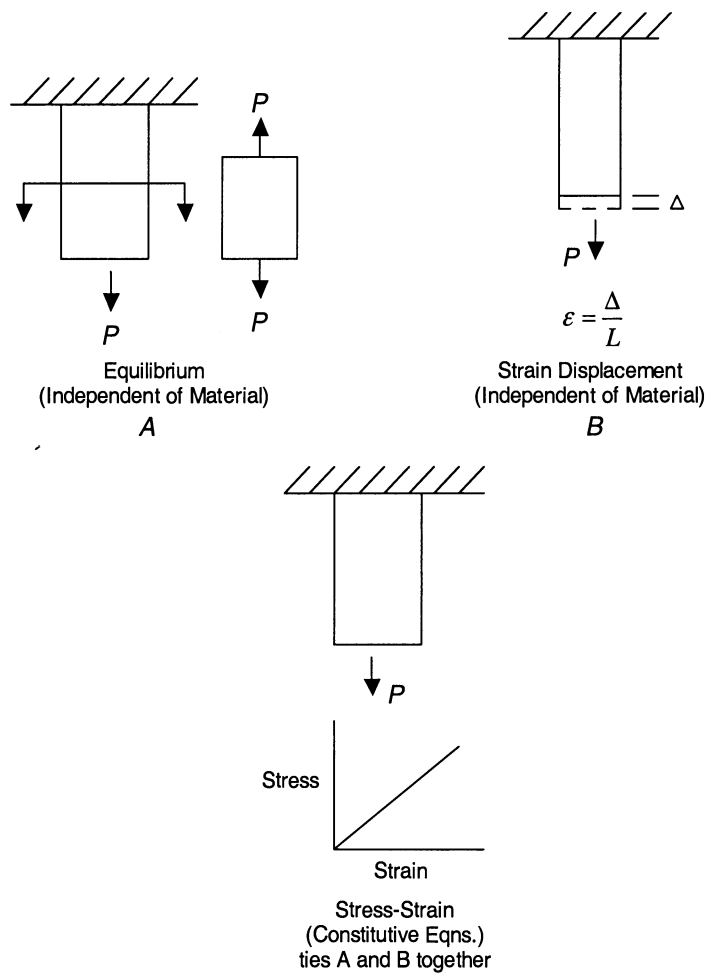 P
P
P
Equilibrium
(Independent of Material)
A
Δ
P
ε = Δ/L
Strain Displacement
(Independent of Material)
B
P
Stress
Strain
Stress-Strain
(Constitutive Eqns.)
ties A and B together